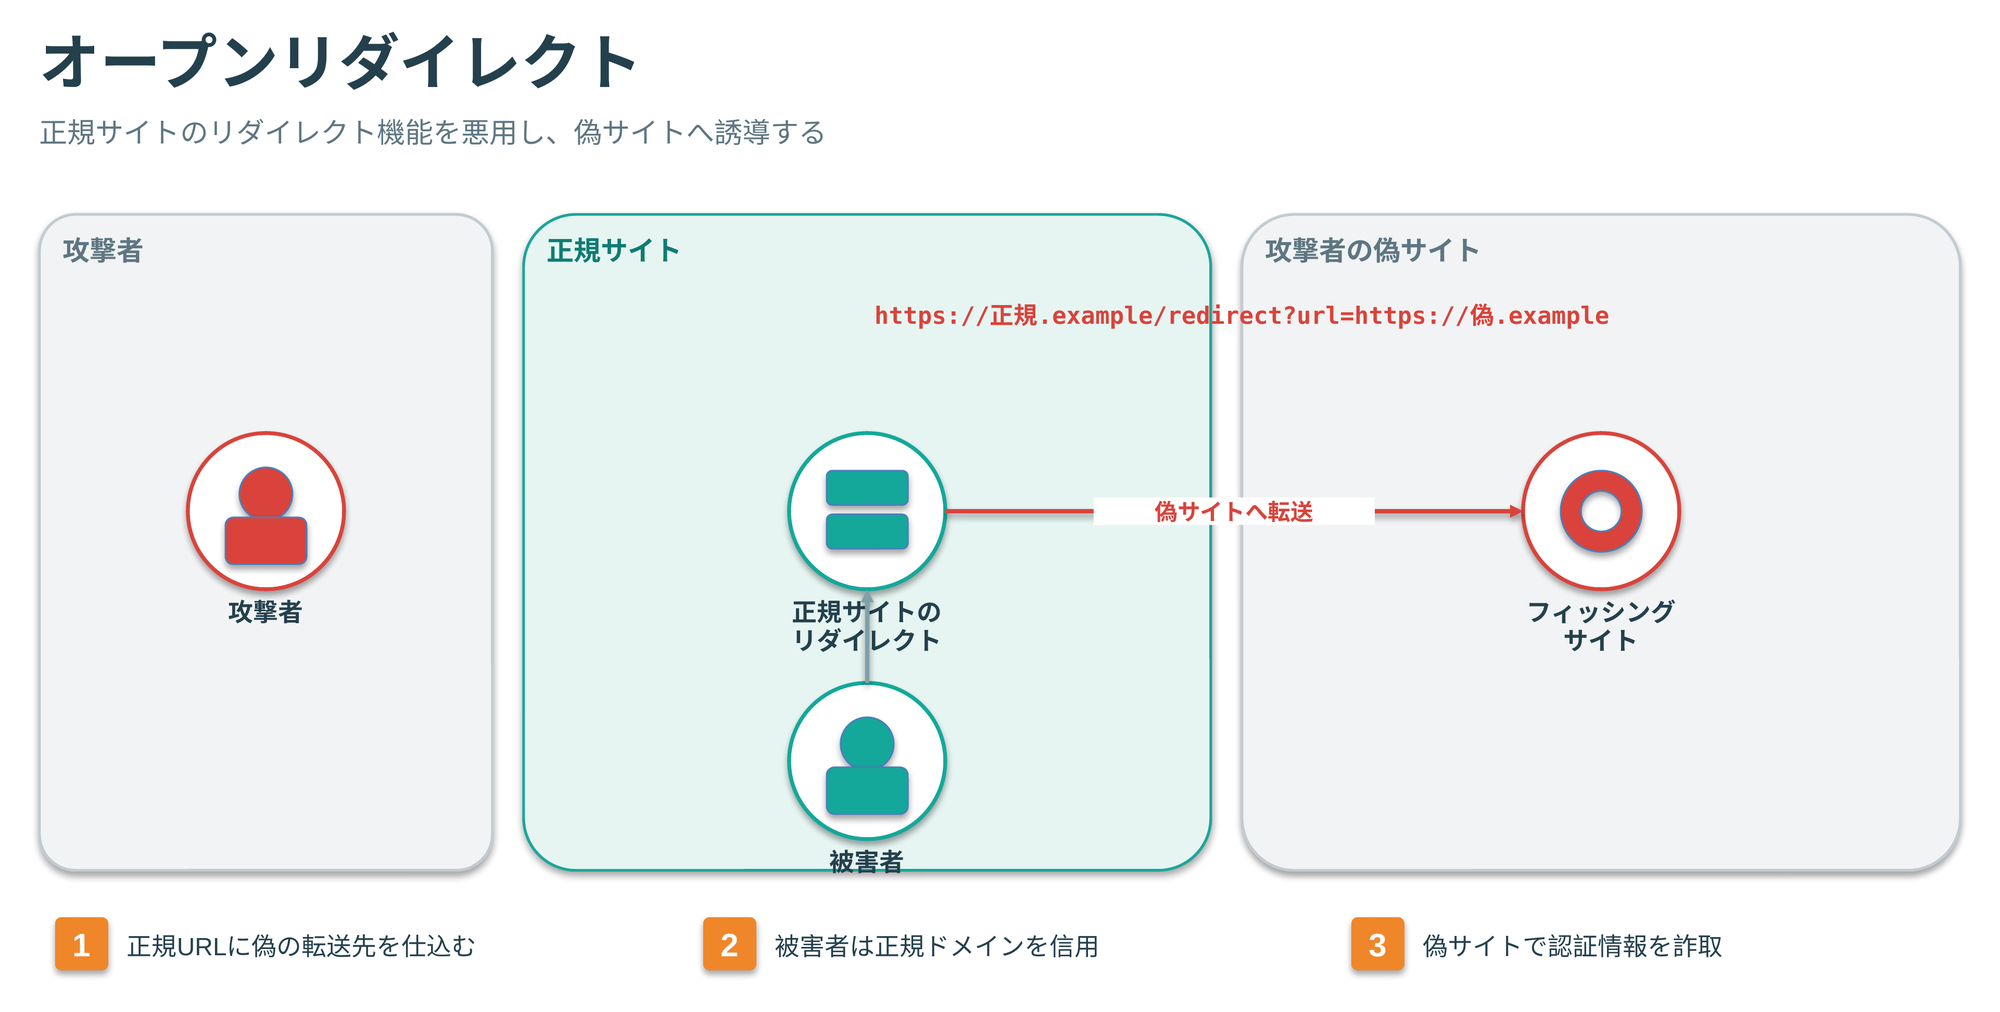 オープンリダイレクト
正規サイトのリダイレクト機能を悪用し、偽サイトへ誘導する
攻撃者
正規サイト
攻撃者の偽サイト
https://正規.example/redirect?url=https://偽.example
偽サイトへ転送
攻撃者
正規サイトの
リダイレクト
フィッシング
サイト
被害者
1 正規URLに偽の転送先を仕込む
2 被害者は正規ドメインを信用
3 偽サイトで認証情報を詐取